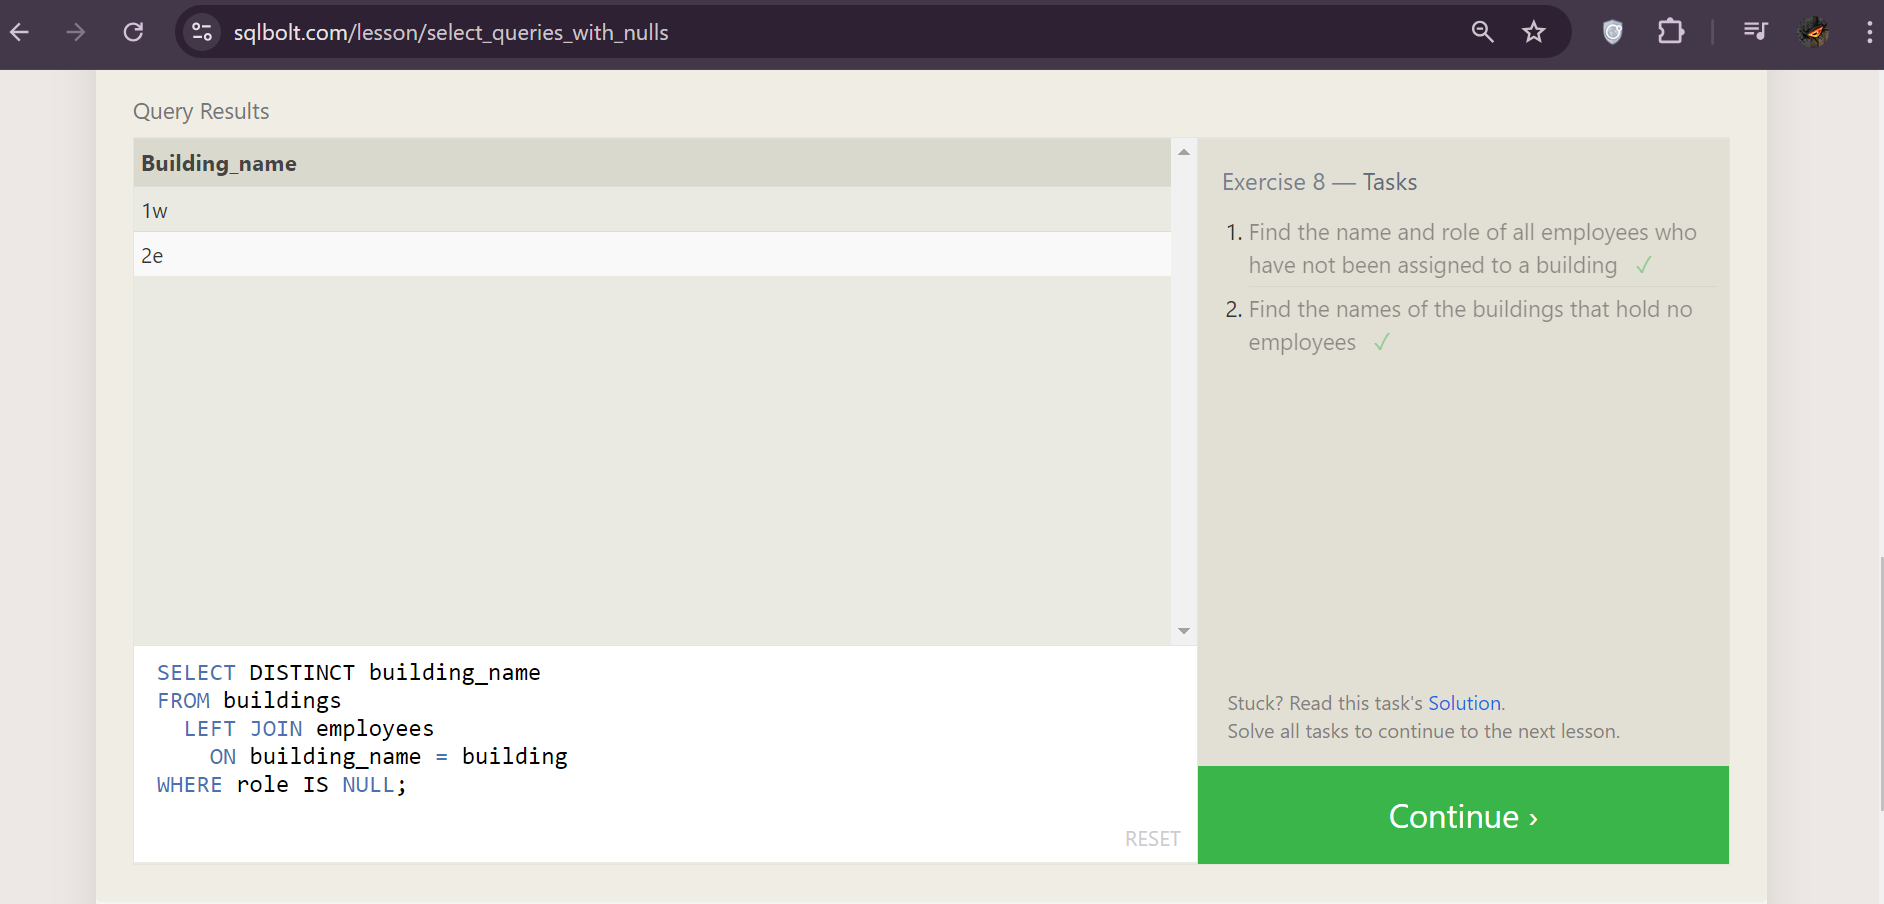 sqlbolt.com/lesson/select_queries_with_nulls
Query Results
Building_name
1w
2e
Exercise 8 — Tasks
1. Find the name and role of all employees who
have not been assigned to a building ✓
2. Find the names of the buildings that hold no
employees ✓
Stuck? Read this task's Solution.
Solve all tasks to continue to the next lesson.
Continue ›
SELECT DISTINCT building_name
FROM buildings
  LEFT JOIN employees
    ON building_name = building
WHERE role IS NULL;
RESET